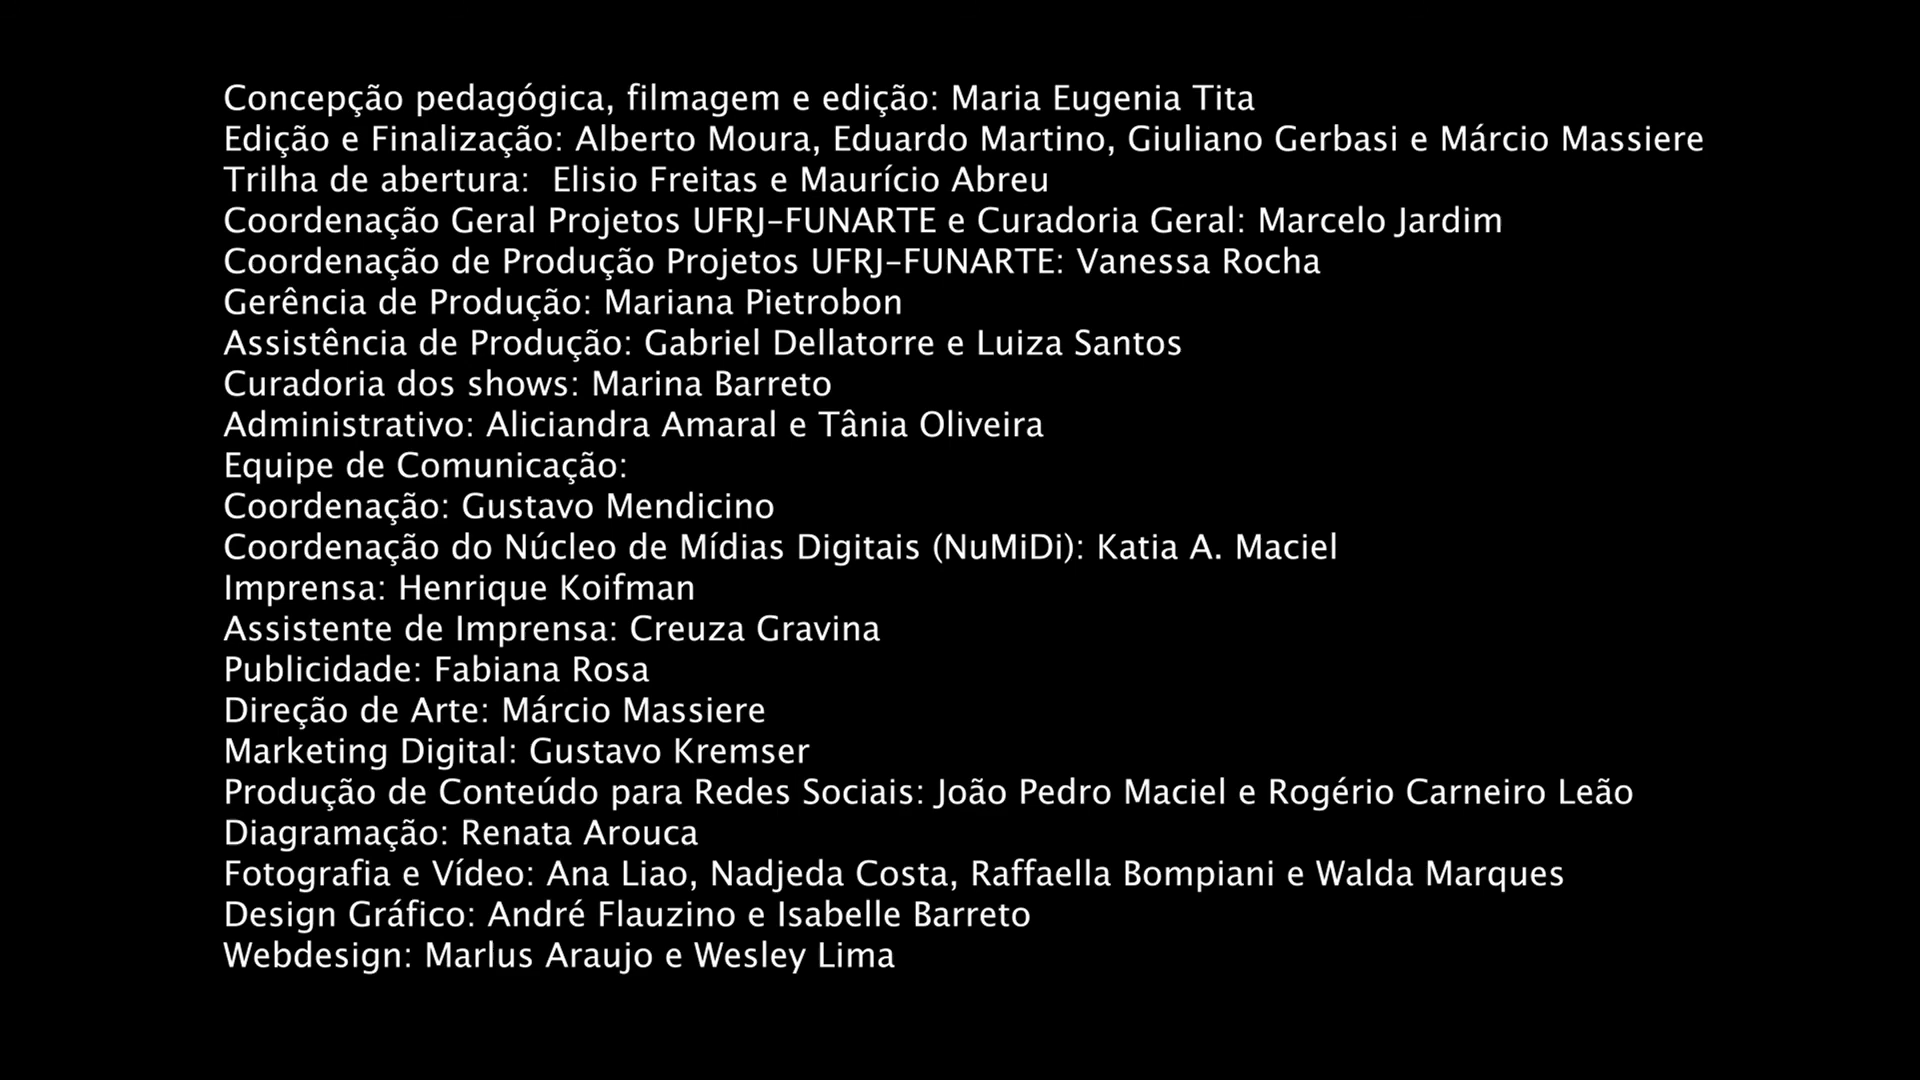 Concepção pedagógica, filmagem e edição: Maria Eugenia Tita
Edição e Finalização: Alberto Moura, Eduardo Martino, Giuliano Gerbasi e Márcio Massiere
Trilha de abertura:  Elisio Freitas e Maurício Abreu
Coordenação Geral Projetos UFRJ-FUNARTE e Curadoria Geral: Marcelo Jardim
Coordenação de Produção Projetos UFRJ-FUNARTE: Vanessa Rocha
Gerência de Produção: Mariana Pietrobon
Assistência de Produção: Gabriel Dellatorre e Luiza Santos
Curadoria dos shows: Marina Barreto
Administrativo: Aliciandra Amaral e Tânia Oliveira
Equipe de Comunicação:
Coordenação: Gustavo Mendicino
Coordenação do Núcleo de Mídias Digitais (NuMiDi): Katia A. Maciel
Imprensa: Henrique Koifman
Assistente de Imprensa: Creuza Gravina
Publicidade: Fabiana Rosa
Direção de Arte: Márcio Massiere
Marketing Digital: Gustavo Kremser
Produção de Conteúdo para Redes Sociais: João Pedro Maciel e Rogério Carneiro Leão
Diagramação: Renata Arouca
Fotografia e Vídeo: Ana Liao, Nadjeda Costa, Raffaella Bompiani e Walda Marques
Design Gráfico: André Flauzino e Isabelle Barreto
Webdesign: Marlus Araujo e Wesley Lima